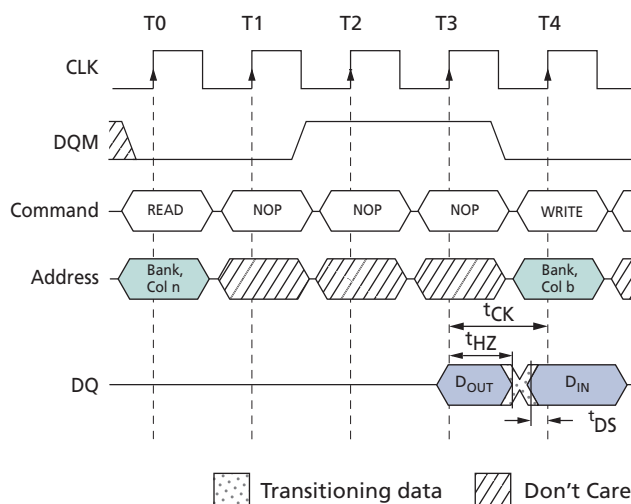 T0 T1 T2 T3 T4
CLK
DQM
Command READ NOP NOP NOP WRITE
Address Bank, Col n Bank, Col b
tCK
tHZ
DQ DOUT DIN
tDS
Transitioning data Don't Care